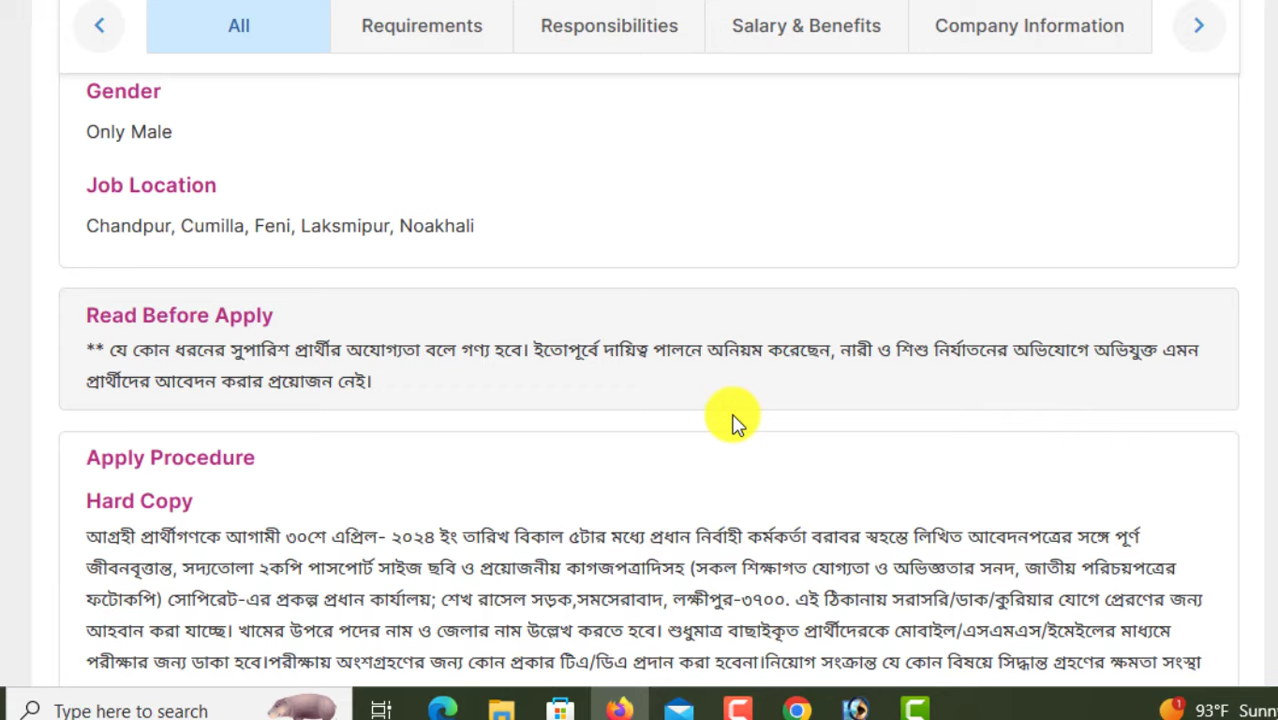 All
Requirements
Responsibilities
Salary & Benefits
Company Information
Gender
Only Male
Job Location
Chandpur, Cumilla, Feni, Laksmipur, Noakhali
Read Before Apply
** যে কোন ধরনের সুপারিশ প্রার্থীর অযোগ্যতা বলে গণ্য হবে। ইতোপূর্বে দায়িত্ব পালনে অনিয়ম করেছেন, নারী ও শিশু নির্যাতনের অভিযোগে অভিযুক্ত এমন
প্রার্থীদের আবেদন করার প্রয়োজন নেই।
Apply Procedure
Hard Copy
আগ্রহী প্রার্থীগণকে আগামী ৩০শে এপ্রিল- ২০২৪ ইং তারিখ বিকাল ৫টার মধ্যে প্রধান নির্বাহী কর্মকর্তা বরাবর স্বহস্তে লিখিত আবেদনপত্রের সঙ্গে পূর্ণ
জীবনবৃত্তান্ত, সদ্যতোলা ২কপি পাসপোর্ট সাইজ ছবি ও প্রয়োজনীয় কাগজপত্রাদিসহ (সকল শিক্ষাগত যোগ্যতা ও অভিজ্ঞতার সনদ, জাতীয় পরিচয়পত্রের
ফটোকপি) সোপিরেট-এর প্রকল্প প্রধান কার্যালয়; শেখ রাসেল সড়ক,সমসেরাবাদ, লক্ষীপুর-৩৭০০. এই ঠিকানায় সরাসরি/ডাক/কুরিয়ার যোগে প্রেরণের জন্য
আহবান করা যাচ্ছে। খামের উপরে পদের নাম ও জেলার নাম উল্লেখ করতে হবে। শুধুমাত্র বাছাইকৃত প্রার্থীদেরকে মোবাইল/এসএমএস/ইমেইলের মাধ্যমে
পরীক্ষার জন্য ডাকা হবে।পরীক্ষায় অংশগ্রহণের জন্য কোন প্রকার টিএ/ডিএ প্রদান করা হবেনা।নিয়োগ সংক্রান্ত যে কোন বিষয়ে সিদ্ধান্ত গ্রহণের ক্ষমতা সংস্থা
Type here to search
93°F Sunn